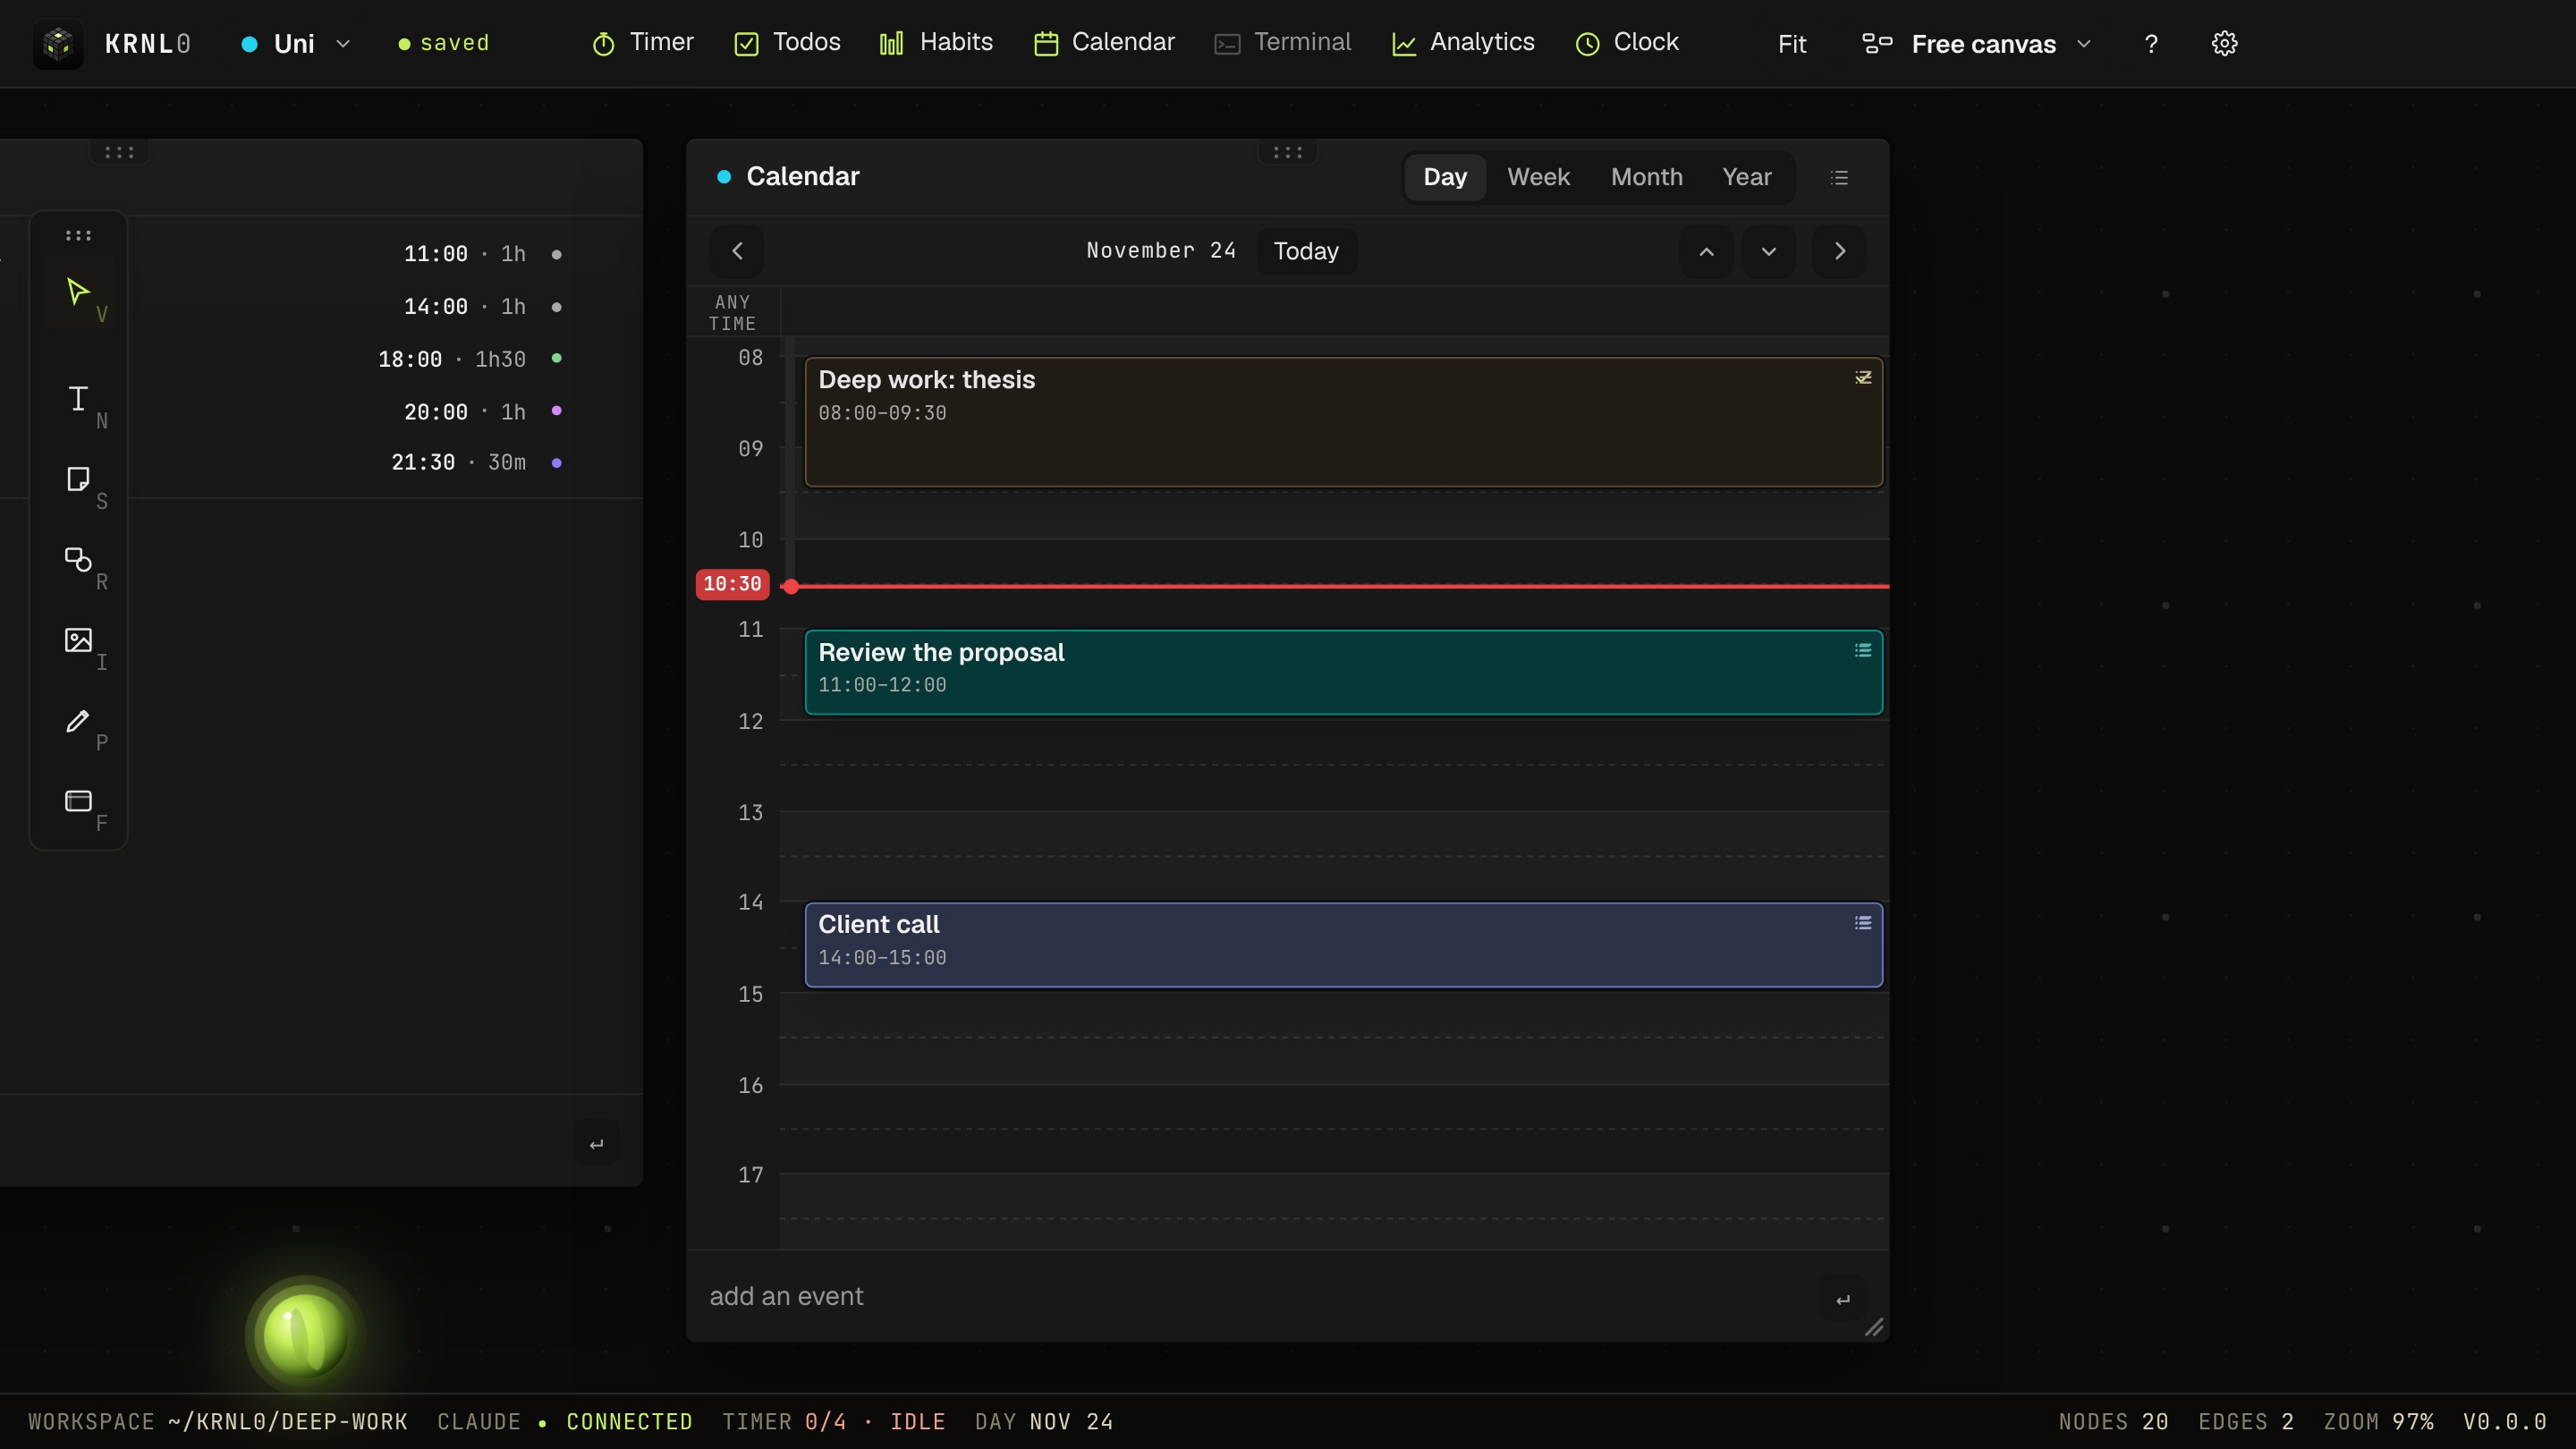 KRNL0 Uni saved Timer Todos Habits Calendar Terminal Analytics Clock Fit Free canvas ?
11:00 · 1h
14:00 · 1h
18:00 · 1h30
20:00 · 1h
21:30 · 30m
V
N
S
R
I
P
F
Calendar Day Week Month Year
November 24 Today
ANY
TIME
08
Deep work: thesis
08:00–09:30
09
10
10:30
11
Review the proposal
11:00–12:00
12
13
14
Client call
14:00–15:00
15
16
17
add an event
WORKSPACE ~/KRNL0/DEEP-WORK CLAUDE • CONNECTED TIMER 0/4 · IDLE DAY NOV 24 NODES 20 EDGES 2 ZOOM 97% V0.0.0